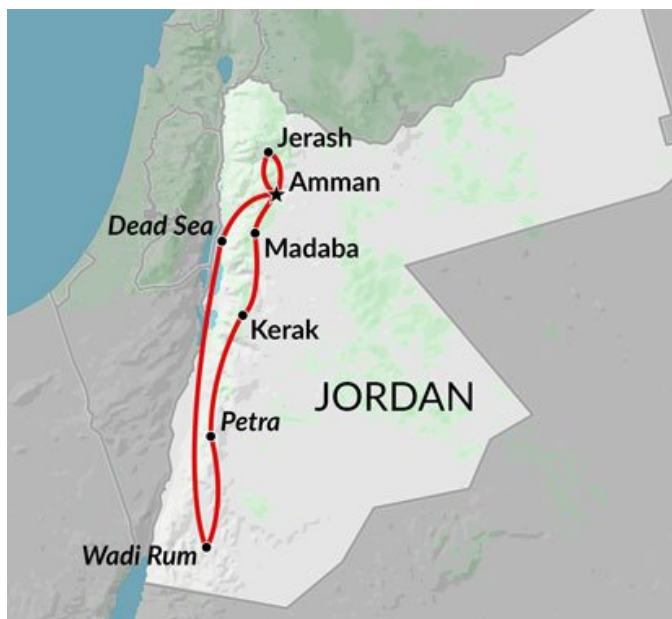 Jerash
Amman
Dead Sea
Madaba
Kerak
JORDAN
Petra
Wadi Rum